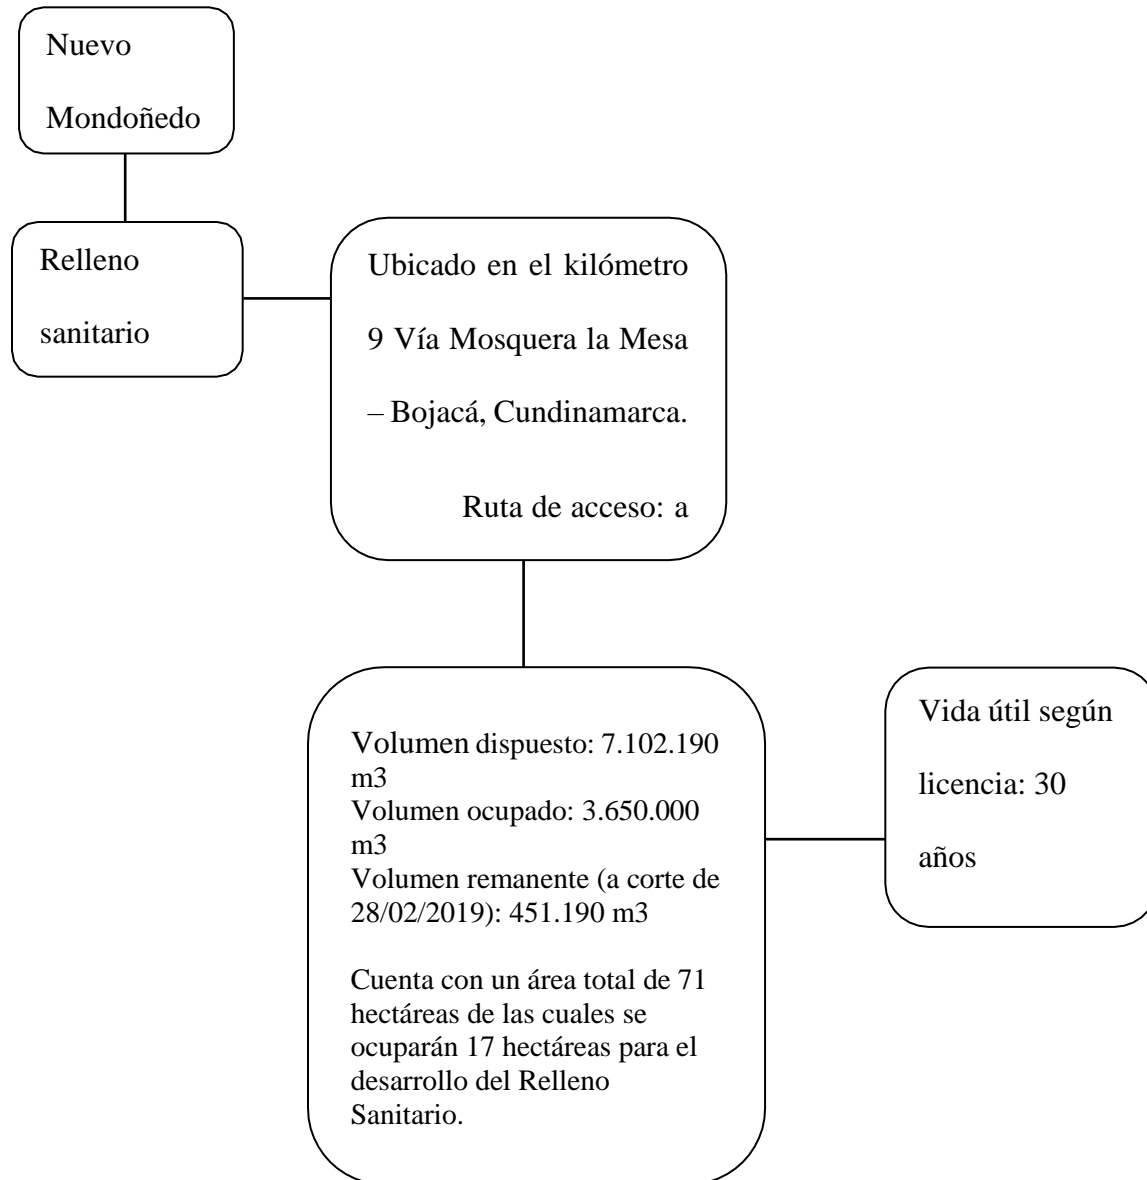 Nuevo
Mondoñedo
Relleno
sanitario
Ubicado en el kilómetro
9 Vía Mosquera la Mesa
– Bojacá, Cundinamarca.
Ruta de acceso: a
Volumen dispuesto: 7.102.190
m3
Volumen ocupado: 3.650.000
m3
Volumen remanente (a corte de
28/02/2019): 451.190 m3
Cuenta con un área total de 71
hectáreas de las cuales se
ocuparán 17 hectáreas para el
desarrollo del Relleno
Sanitario.
Vida útil según
licencia: 30
años